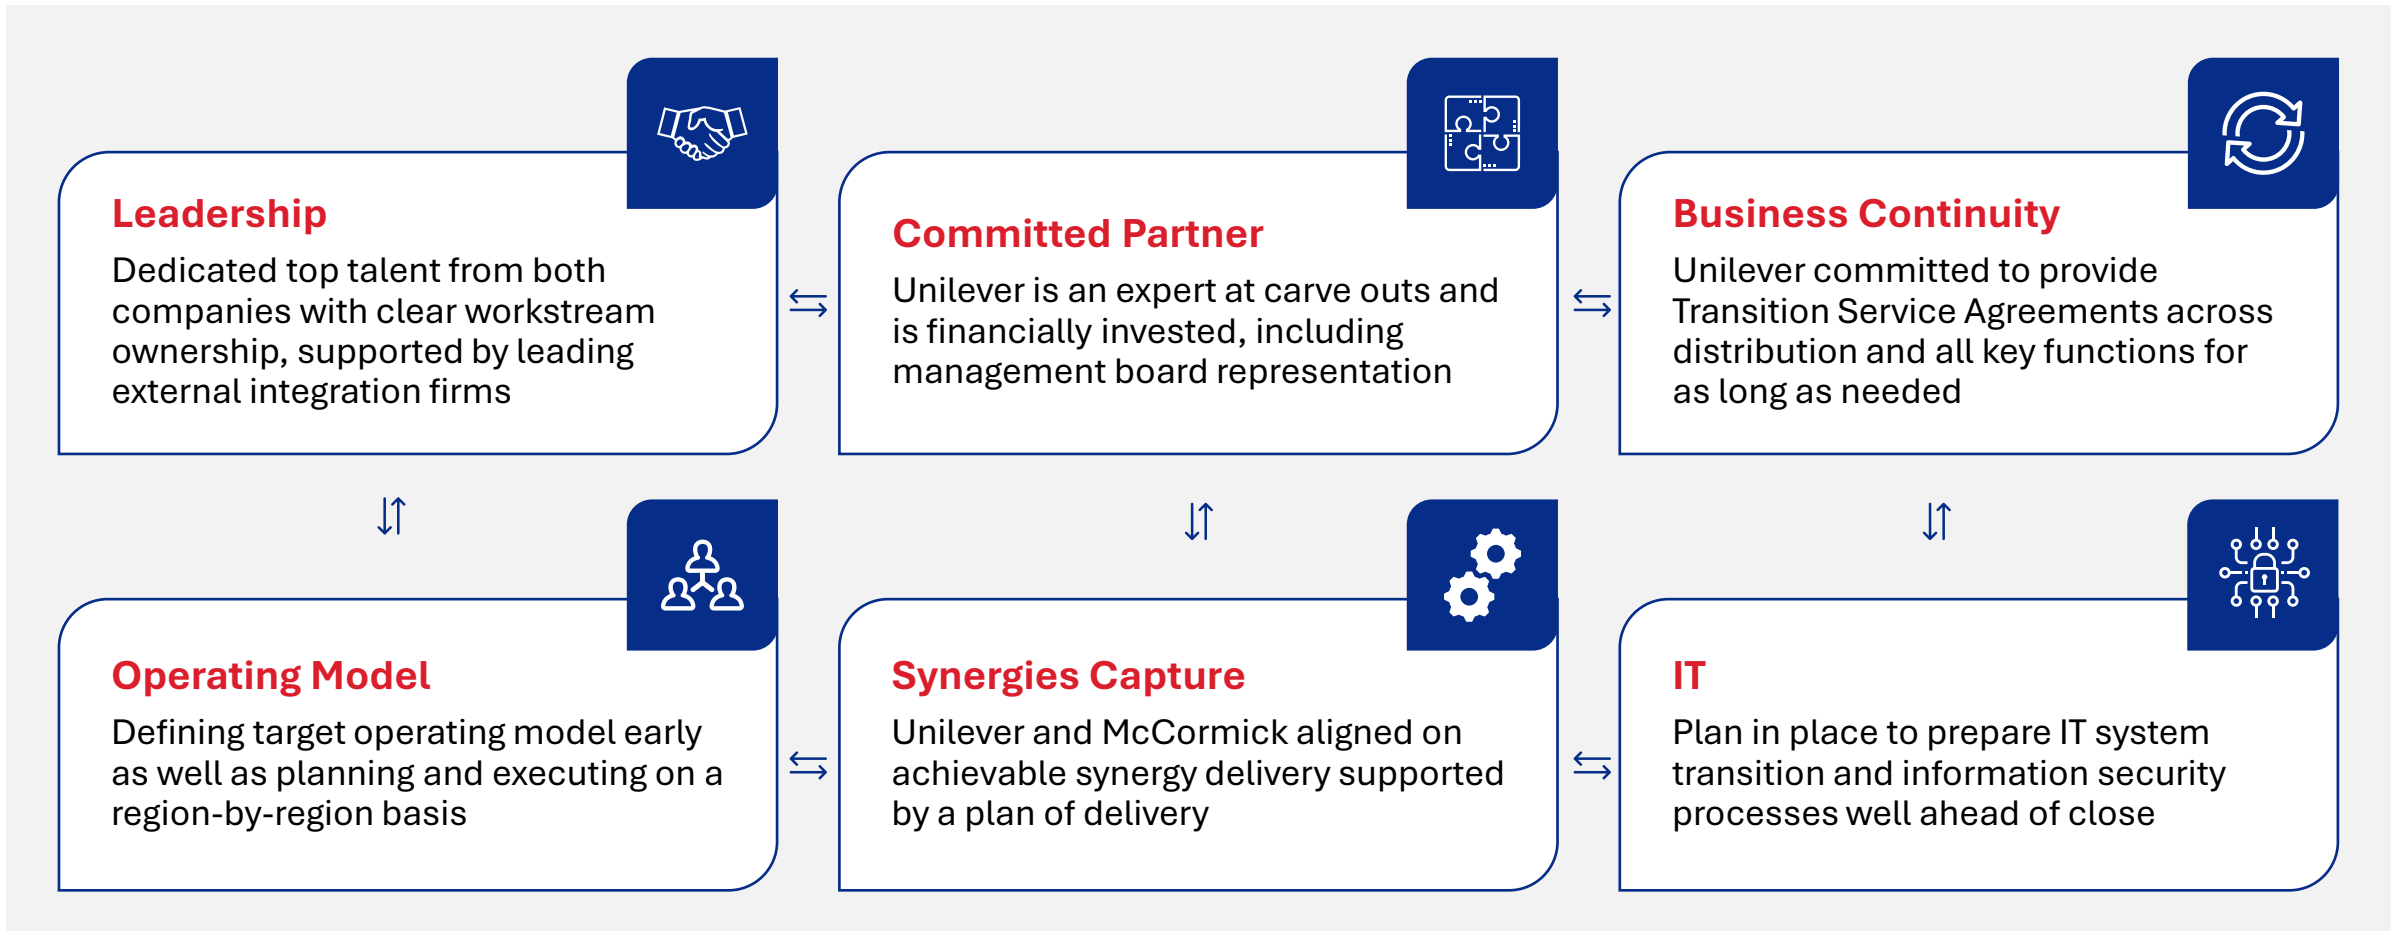 Leadership
Dedicated top talent from both
companies with clear workstream
ownership, supported by leading
external integration firms
Committed Partner
Unilever is an expert at carve outs and
is financially invested, including
management board representation
Business Continuity
Unilever committed to provide
Transition Service Agreements across
distribution and all key functions for
as long as needed
Operating Model
Defining target operating model early
as well as planning and executing on a
region-by-region basis
Synergies Capture
Unilever and McCormick aligned on
achievable synergy delivery supported
by a plan of delivery
IT
Plan in place to prepare IT system
transition and information security
processes well ahead of close